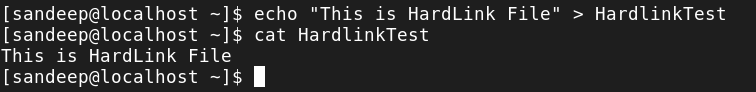 [sandeep@localhost ~]$ echo "This is HardLink File" > HardlinkTest
[sandeep@localhost ~]$ cat HardlinkTest
This is HardLink File
[sandeep@localhost ~]$